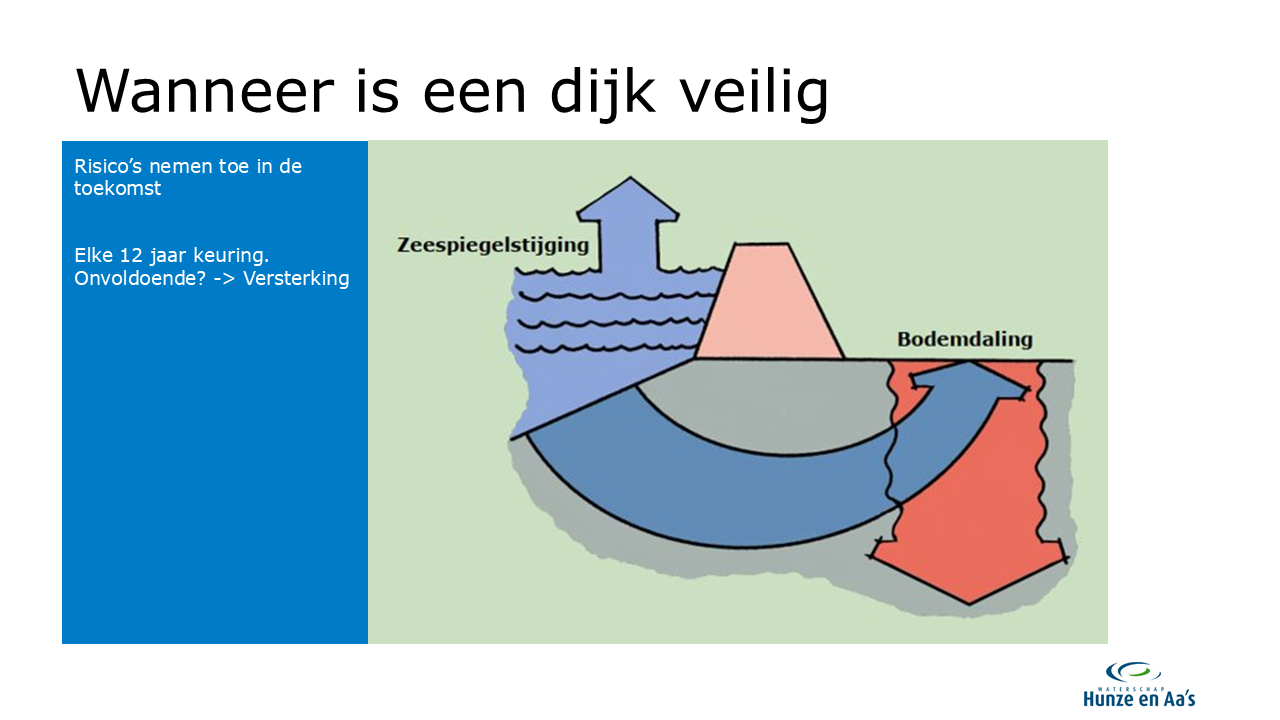 Wanneer is een dijk veilig
Risico’s nemen toe in de
toekomst
Elke 12 jaar keuring.
Onvoldoende? -> Versterking
Zeespiegelstijging
Bodemdaling
WATERSCHAP
Hunze en Aa's